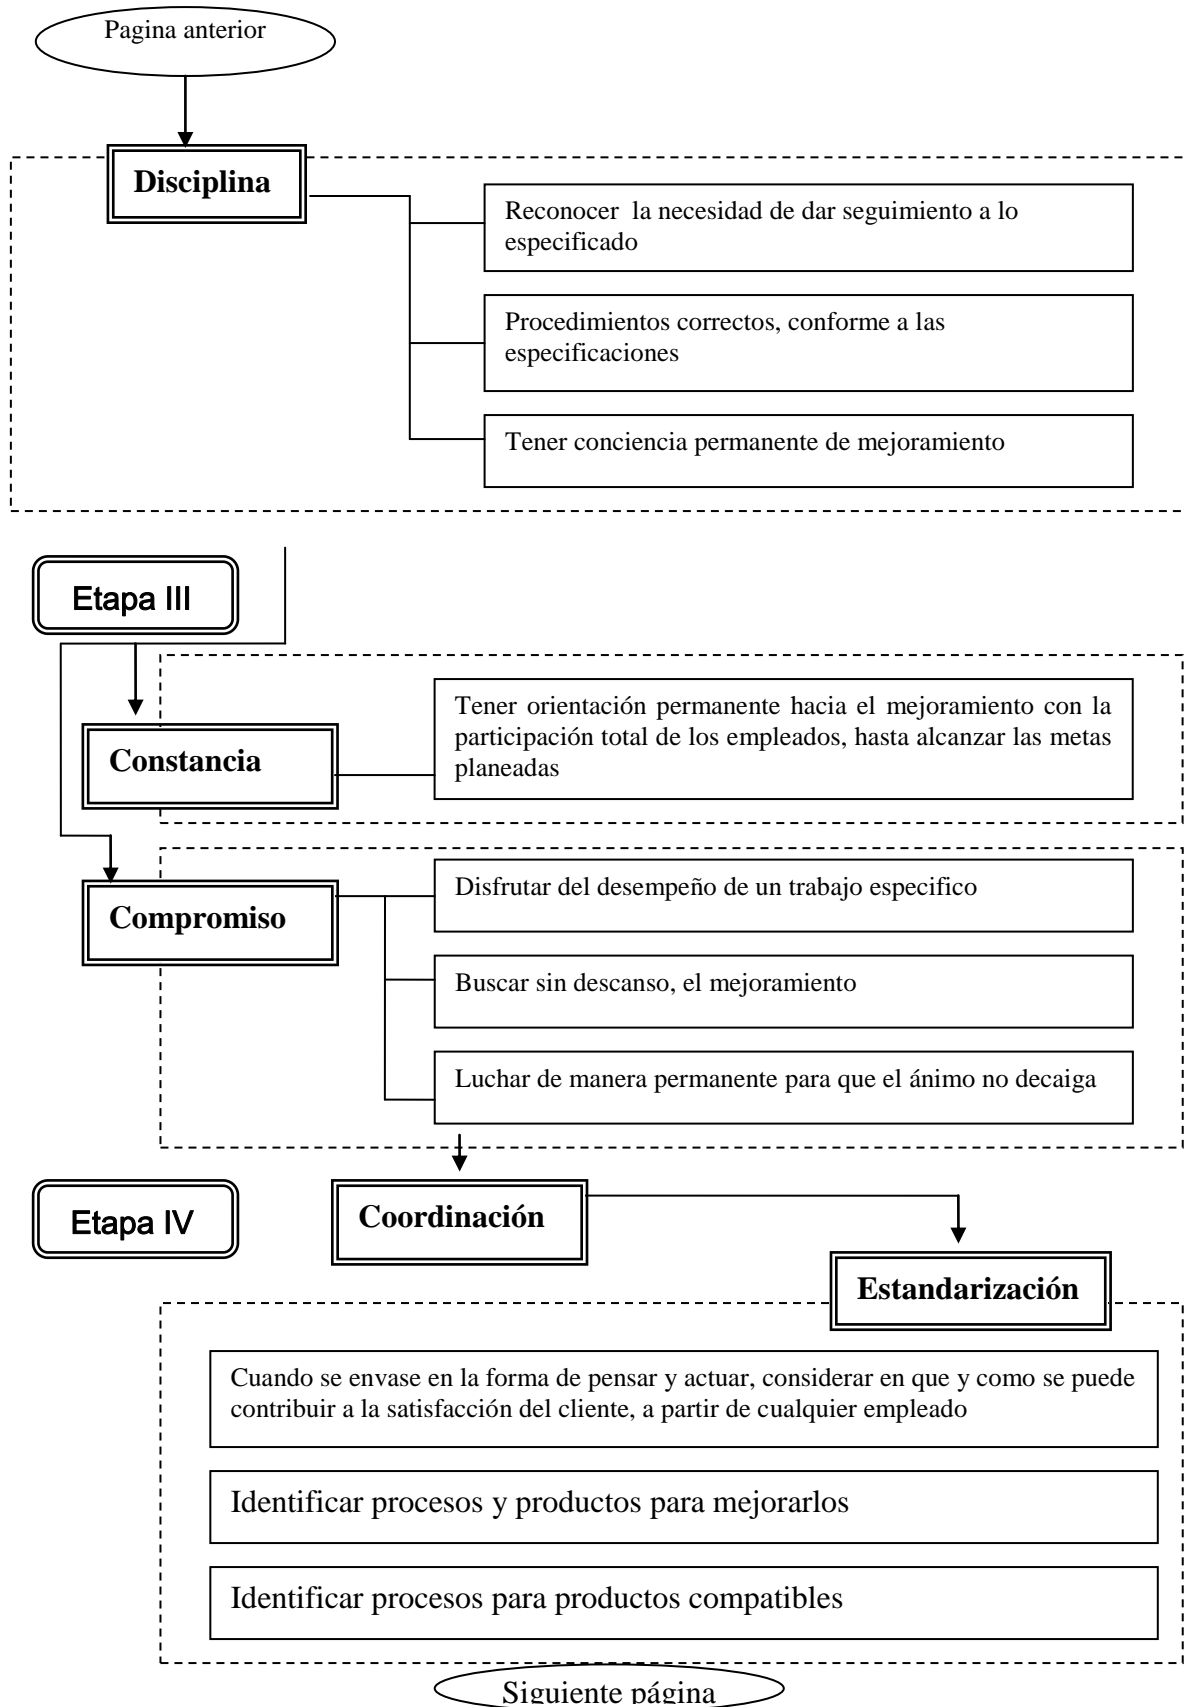 Pagina anterior
Disciplina
Reconocer  la necesidad de dar seguimiento a lo
especificado
Procedimientos correctos, conforme a las
especificaciones
Tener conciencia permanente de mejoramiento
Etapa III
Tener orientación permanente hacia el mejoramiento con la
participación total de los empleados, hasta alcanzar las metas
planeadas
Constancia
Disfrutar del desempeño de un trabajo especifico
Compromiso
Buscar sin descanso, el mejoramiento
Luchar de manera permanente para que el ánimo no decaiga
Etapa IV
Coordinación
Estandarización
Cuando se envase en la forma de pensar y actuar, considerar en que y como se puede
contribuir a la satisfacción del cliente, a partir de cualquier empleado
Identificar procesos y productos para mejorarlos
Identificar procesos para productos compatibles
Siguiente página